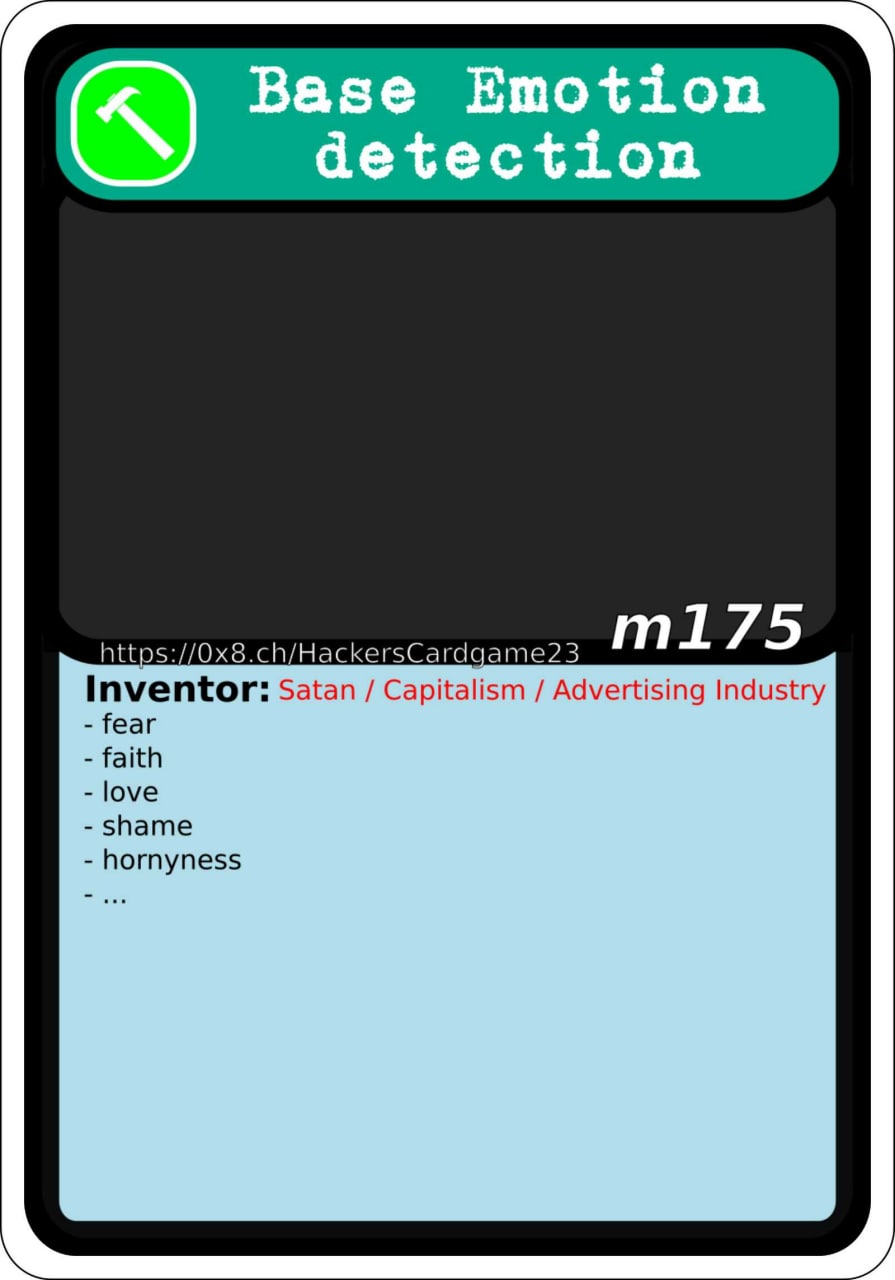 Base Emotion
detection
m175
https://0x8.ch/HackersCardgame23
Inventor: Satan / Capitalism / Advertising Industry
- fear
- faith
- love
- shame
- hornyness
- ...